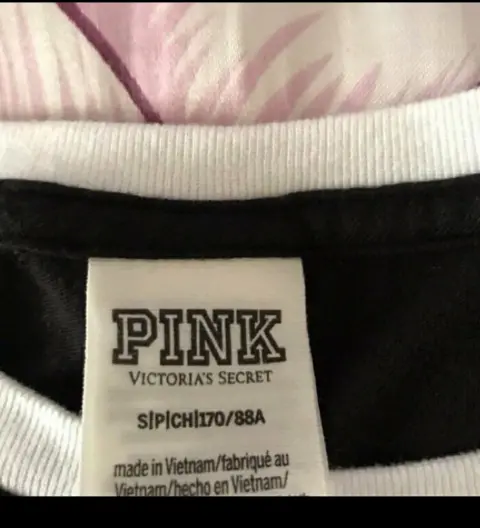 PINK
VICTORIA'S SECRET
S|P|CH|170/88A
made in Vietnam/fabriqué au
Vietnam/hecho en Vietnam/